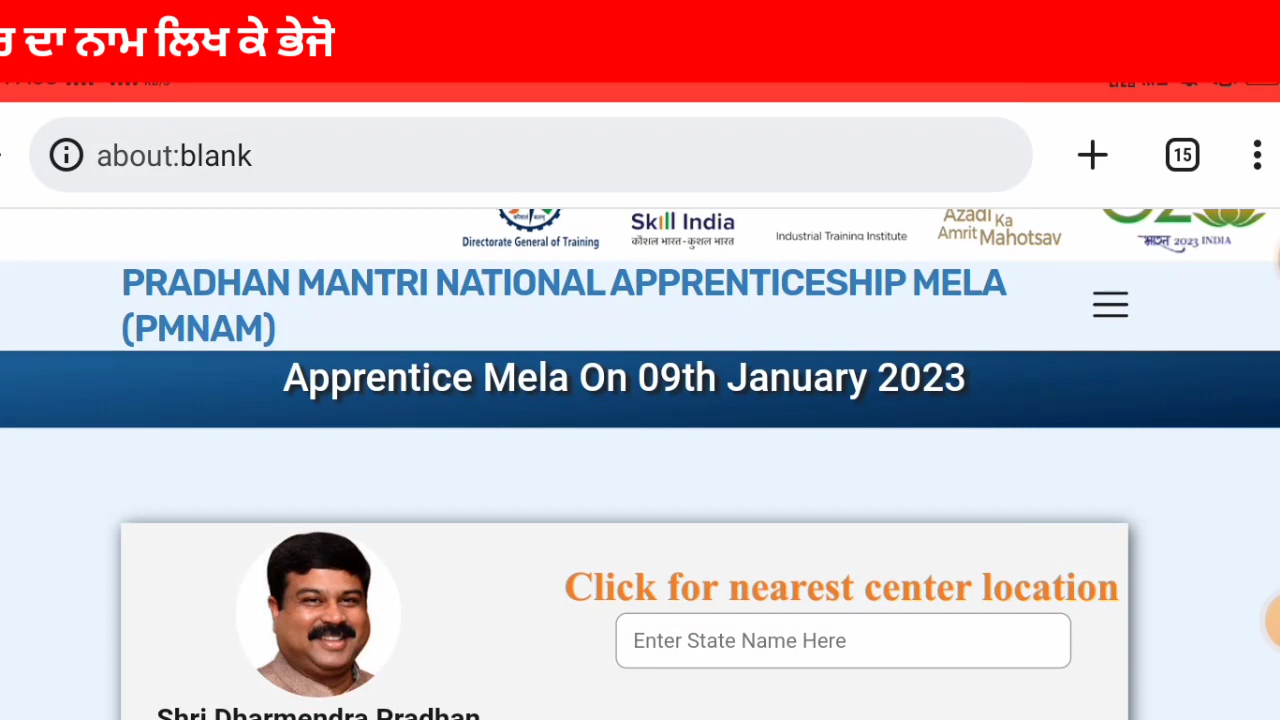 ਦਾ ਨਾਮ ਲਿਖ ਕੇ ਭੇਜੋ
about:blank
15
Directorate General of Training
Skill India
कौशल भारत-कुशल भारत
Industrial Training Institute
Azadi Ka
Amrit Mahotsav
2023 INDIA
PRADHAN MANTRI NATIONAL APPRENTICESHIP MELA
(PMNAM)
Apprentice Mela On 09th January 2023
Click for nearest center location
Enter State Name Here
Shri Dharmendra Pradhan